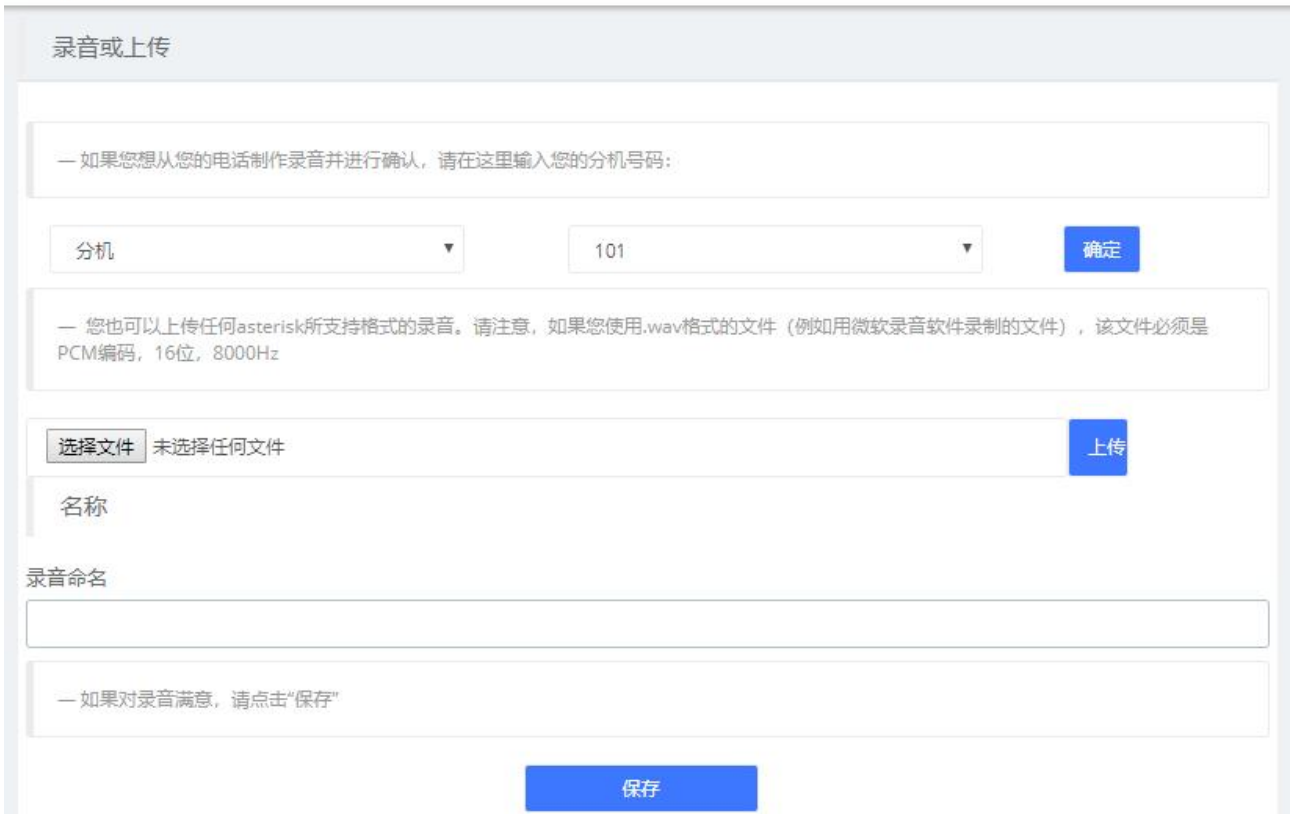 录音或上传
— 如果您想从您的电话制作录音并进行确认，请在这里输入您的分机号码：
分机 101 确定
— 您也可以上传任何asterisk所支持格式的录音。请注意，如果您使用.wav格式的文件（例如用微软录音软件录制的文件），该文件必须是
PCM编码，16位，8000Hz
选择文件 未选择任何文件 上传
名称
录音命名
— 如果对录音满意，请点击“保存”
保存